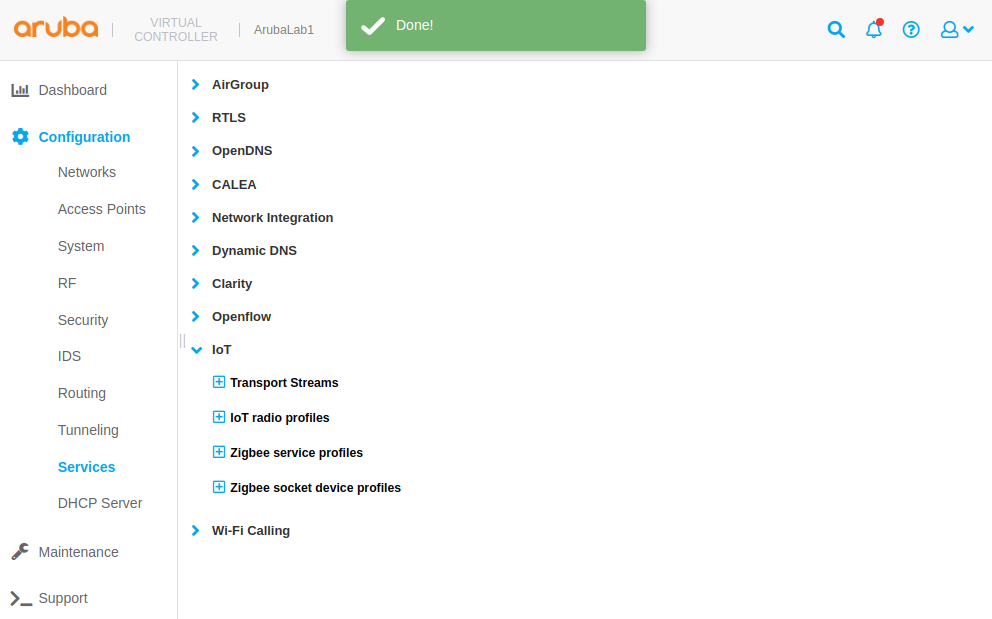 aruba
VIRTUAL
CONTROLLER
ArubaLab1
Done!
Dashboard
Configuration
Networks
Access Points
System
RF
Security
IDS
Routing
Tunneling
Services
DHCP Server
Maintenance
Support
AirGroup
RTLS
OpenDNS
CALEA
Network Integration
Dynamic DNS
Clarity
Openflow
IoT
Transport Streams
IoT radio profiles
Zigbee service profiles
Zigbee socket device profiles
Wi-Fi Calling